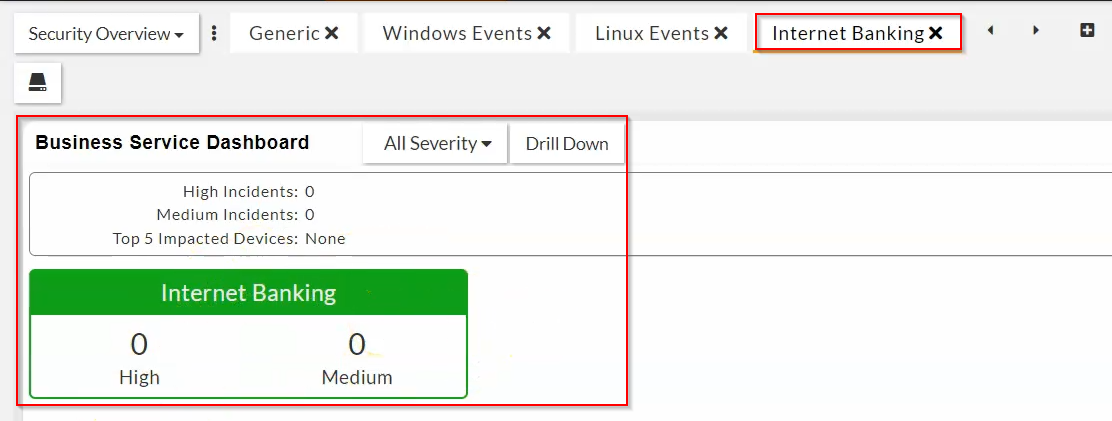 Security Overview Generic Windows Events Linux Events Internet Banking
Business Service Dashboard All Severity Drill Down
High Incidents: 0
Medium Incidents: 0
Top 5 Impacted Devices: None
Internet Banking
0 0
High Medium